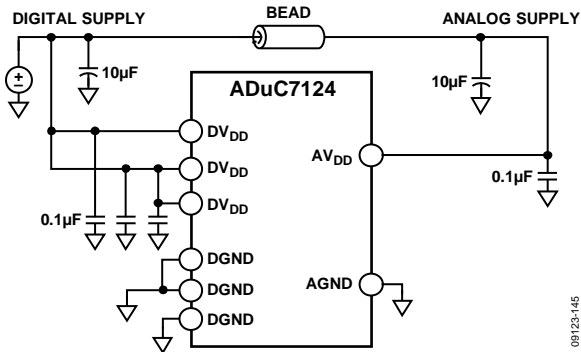 DIGITAL SUPPLY
BEAD
ANALOG SUPPLY
10µF
10µF
ADuC7124
DVDD
DVDD
DVDD
AVDD
0.1µF
0.1µF
DGND
DGND
DGND
AGND
09123-145